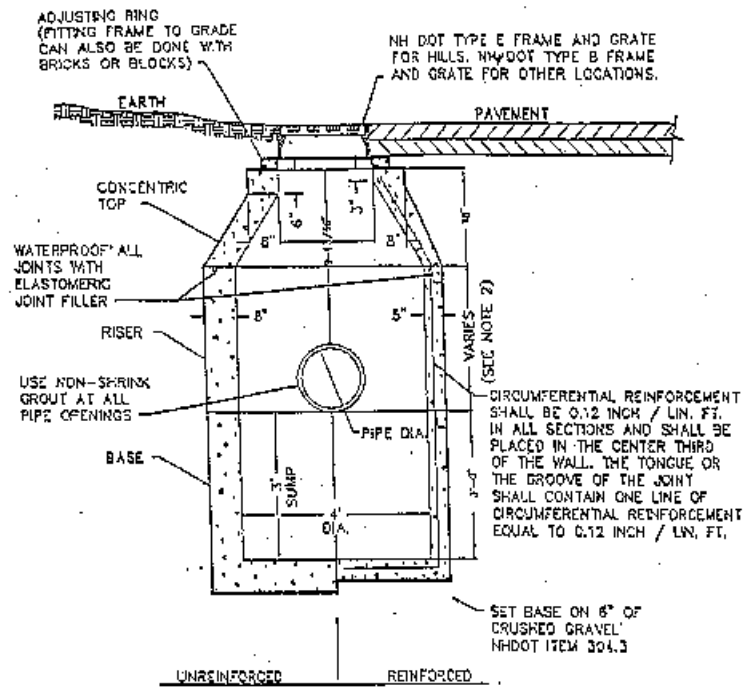 ADJUSTING RING
(FITTING FRAME TO GRADE
CAN ALSO BE DONE WITH
BRICKS OR BLOCKS)
NH DOT TYPE E FRAME AND GRATE
FOR HILLS. NH DOT TYPE B FRAME
AND GRATE FOR OTHER LOCATIONS.
EARTH
PAVEMENT
CONCENTRIC
TOP
6"
5"
8"
8"
WATERPROOF ALL
JOINTS WITH
ELASTOMERIC
JOINT FILLER
RISER
8"
5"
VARIES
(SEE NOTE 2)
USE NON-SHRINK
GROUT AT ALL
PIPE OPENINGS
PIPE DIA.
CIRCUMFERENTIAL REINFORCEMENT
SHALL BE 0.12 INCH / LIN. FT.
IN ALL SECTIONS AND SHALL BE
PLACED IN THE CENTER THIRD
OF THE WALL. THE TONGUE OR
THE GROOVE OF THE JOINT
SHALL CONTAIN ONE LINE OF
CIRCUMFERENTIAL REINFORCEMENT
EQUAL TO 0.12 INCH / LIN. FT.
BASE
3'
SUMP
4'
DIA.
SET BASE ON 6" OF
CRUSHED GRAVEL
NHDOT ITEM 304.3
UNREINFORCED
REINFORCED